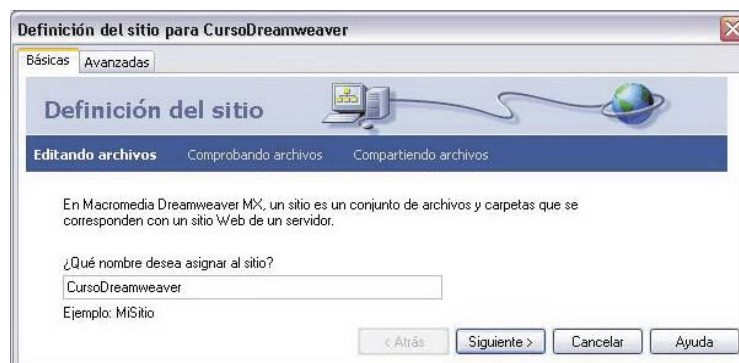 Definición del sitio para CursoDreamweaver
Básicas Avanzadas
Definición del sitio
Editando archivos Comprobando archivos Compartiendo archivos
En Macromedia Dreamweaver MX, un sitio es un conjunto de archivos y carpetas que se
corresponden con un sitio Web de un servidor.
¿Qué nombre desea asignar al sitio?
CursoDreamweaver
Ejemplo: MiSitio
< Atrás Siguiente > Cancelar Ayuda